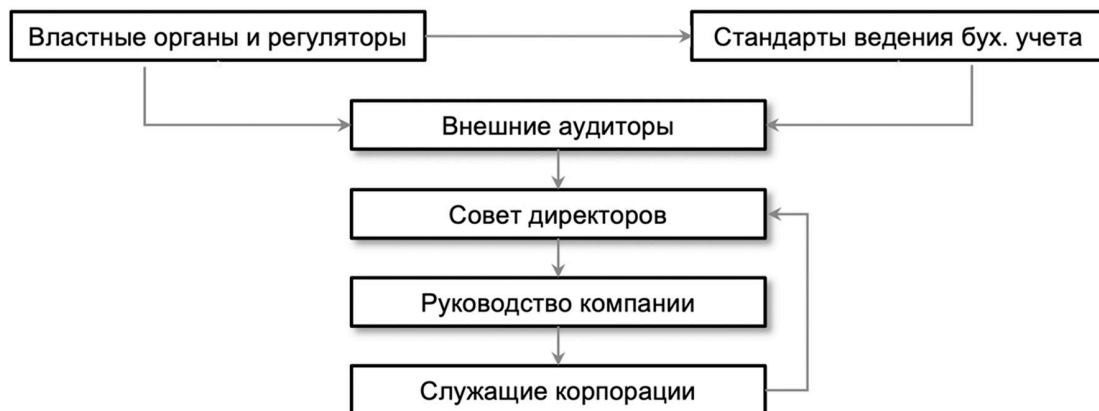 Властные органы и регуляторы
Стандарты ведения бух. учета
Внешние аудиторы
Совет директоров
Руководство компании
Служащие корпорации